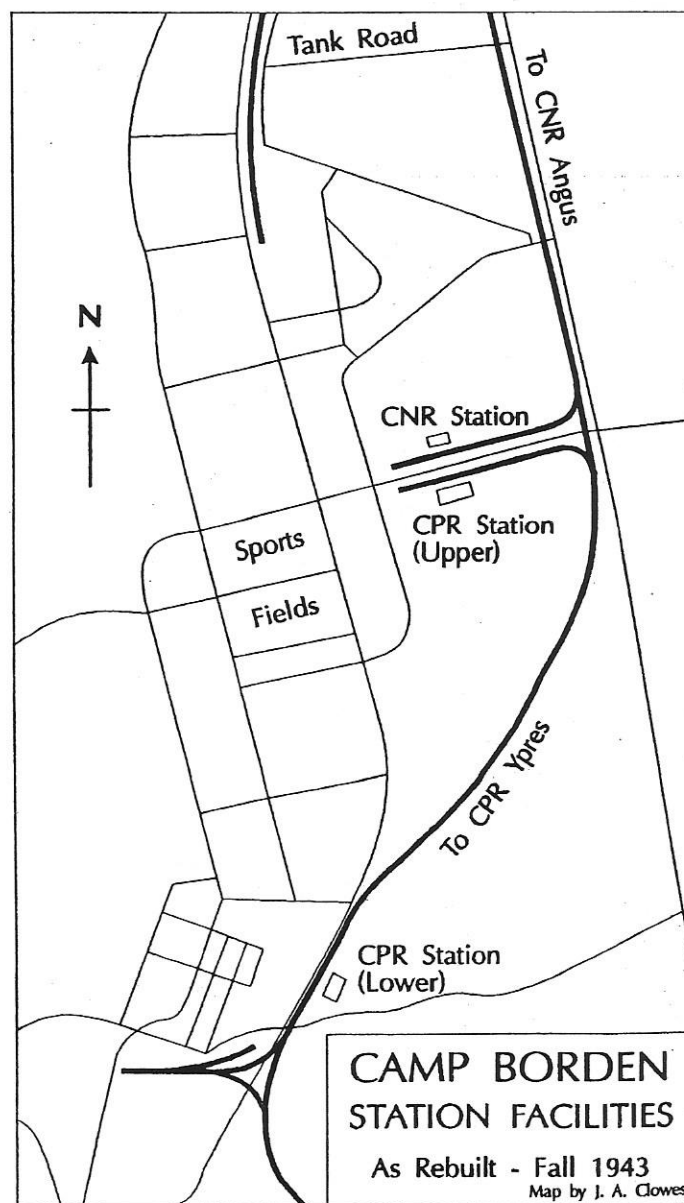 Tank Road
To CNR Angus
N
CNR Station
CPR Station
(Upper)
Sports
Fields
To CPR Ypres
CPR Station
(Lower)
CAMP BORDEN
STATION FACILITIES
As Rebuilt - Fall 1943
Map by J. A. Clowes